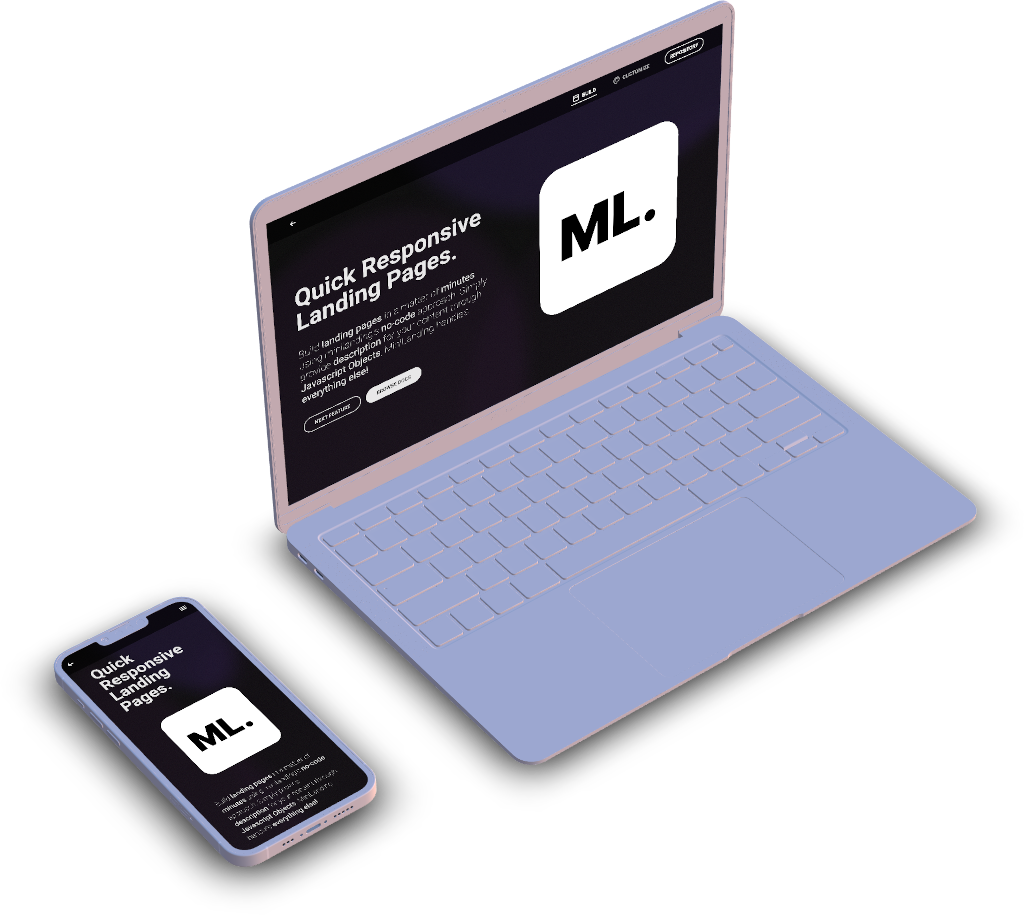 BUILD
CUSTOMIZE
REPOSITORY
Quick Responsive
Landing Pages.
ML.
Build landing pages in a matter of minutes
using minilanding's no-code approach. Simply
provide description for your content through
Javascript Objects. MiniLanding handles
everything else!
NEXT FEATURE
BROWSE DOCS
Quick
Responsive
Landing
Pages.
ML.
Build landing pages in a matter of
minutes using minilanding's no-code
approach. Simply provide
description for your content through
Javascript Objects. MiniLanding
handles everything else!